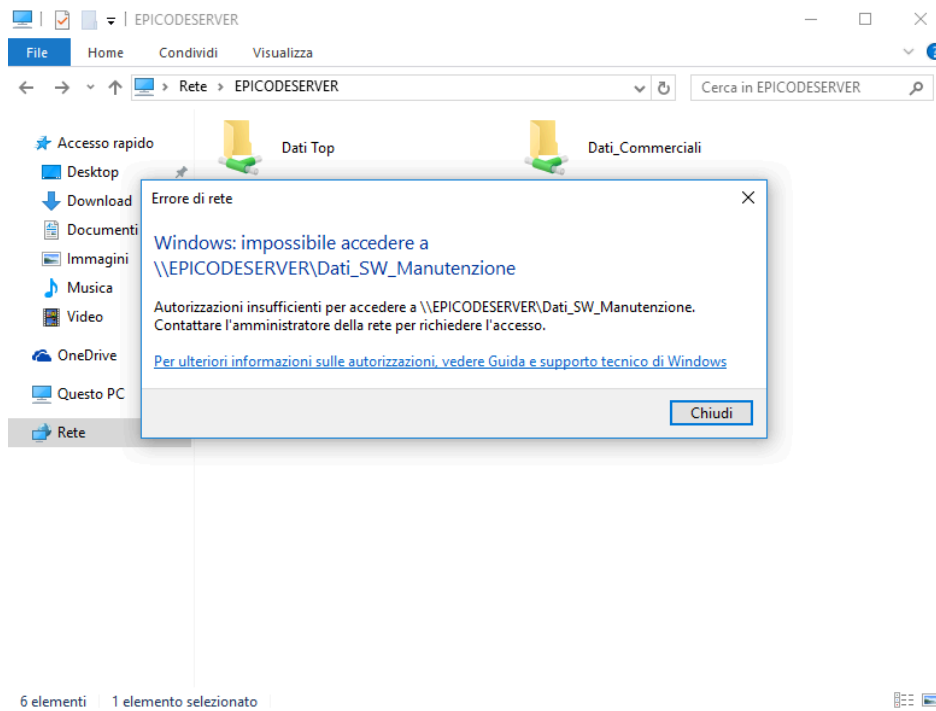 EPICODESERVER
File Home Condividi Visualizza
Rete EPICODESERVER Cerca in EPICODESERVER
Accesso rapido
Desktop
Download
Documenti
Immagini
Musica
Video
OneDrive
Questo PC
Rete
Dati Top Dati_Commerciali
Errore di rete
Windows: impossibile accedere a
\\EPICODESERVER\Dati_SW_Manutenzione
Autorizzazioni insufficienti per accedere a \\EPICODESERVER\Dati_SW_Manutenzione.
Contattare l'amministratore della rete per richiedere l'accesso.
Per ulteriori informazioni sulle autorizzazioni, vedere Guida e supporto tecnico di Windows
Chiudi
6 elementi 1 elemento selezionato